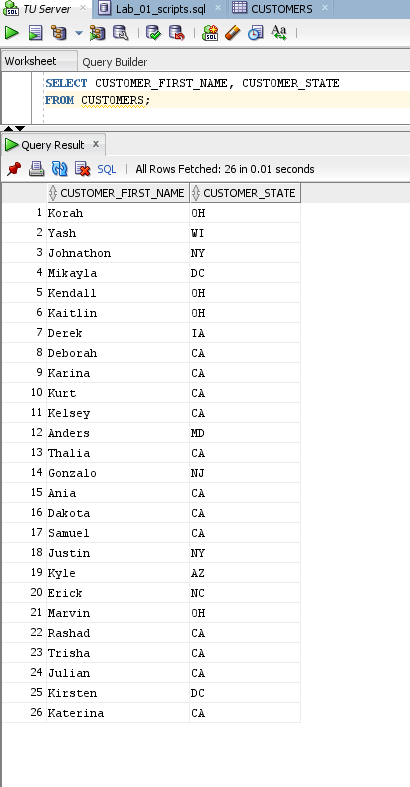 SQL TU Server × Lab_01_scripts.sql × CUSTOMERS ×
SQL Aa
Worksheet Query Builder
SELECT CUSTOMER_FIRST_NAME, CUSTOMER_STATE
FROM CUSTOMERS;
Query Result ×
SQL | All Rows Fetched: 26 in 0.01 seconds
CUSTOMER_FIRST_NAME CUSTOMER_STATE
1 Korah OH
2 Yash WI
3 Johnathon NY
4 Mikayla DC
5 Kendall OH
6 Kaitlin OH
7 Derek IA
8 Deborah CA
9 Karina CA
10 Kurt CA
11 Kelsey CA
12 Anders MD
13 Thalia CA
14 Gonzalo NJ
15 Ania CA
16 Dakota CA
17 Samuel CA
18 Justin NY
19 Kyle AZ
20 Erick NC
21 Marvin OH
22 Rashad CA
23 Trisha CA
24 Julian CA
25 Kirsten DC
26 Katerina CA